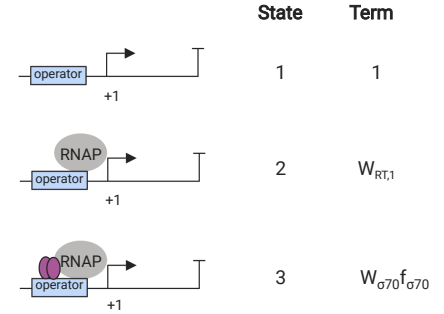 State Term
operator
+1
1 1
RNAP
operator
+1
2 W_RT,1
RNAP
operator
+1
3 W_σ70f_σ70